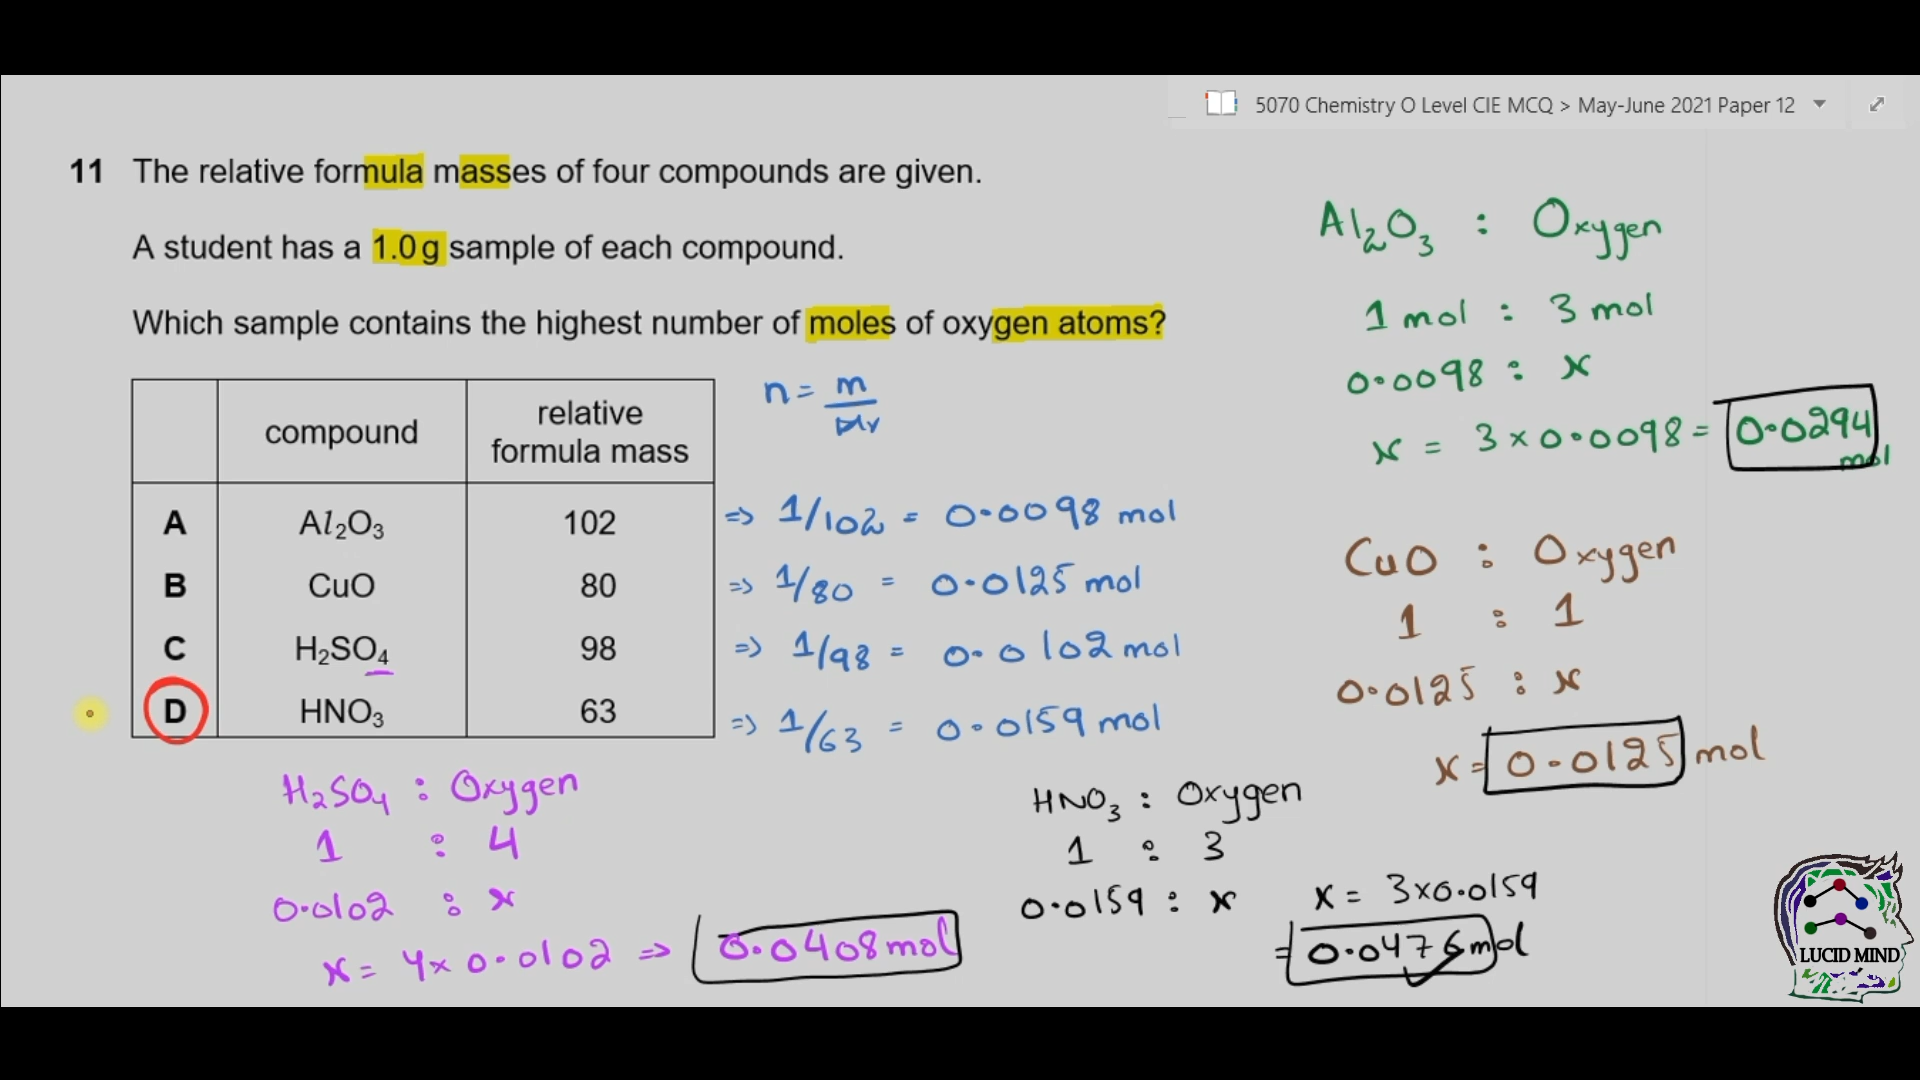 5070 Chemistry O Level CIE MCQ > May-June 2021 Paper 12
11 The relative formula masses of four compounds are given.
A student has a 1.0 g sample of each compound.
Which sample contains the highest number of moles of oxygen atoms?
compound relative formula mass
A Al₂O₃ 102
B CuO 80
C H₂SO₄ 98
D HNO₃ 63
n = m/Mr
⇒ 1/102 = 0.0098 mol
⇒ 1/80 = 0.0125 mol
⇒ 1/98 = 0.0102 mol
⇒ 1/63 = 0.0159 mol
Al₂O₃ : Oxygen
1 mol : 3 mol
0.0098 : x
x = 3 × 0.0098 = 0.0294 mol
CuO : Oxygen
1 : 1
0.0125 : x
x = 0.0125 mol
H₂SO₄ : Oxygen
1 : 4
0.0102 : x
x = 4 × 0.0102 ⇒ 0.0408 mol
HNO₃ : Oxygen
1 : 3
0.0159 : x
x = 3×0.0159
= 0.0476 mol
LUCID MIND